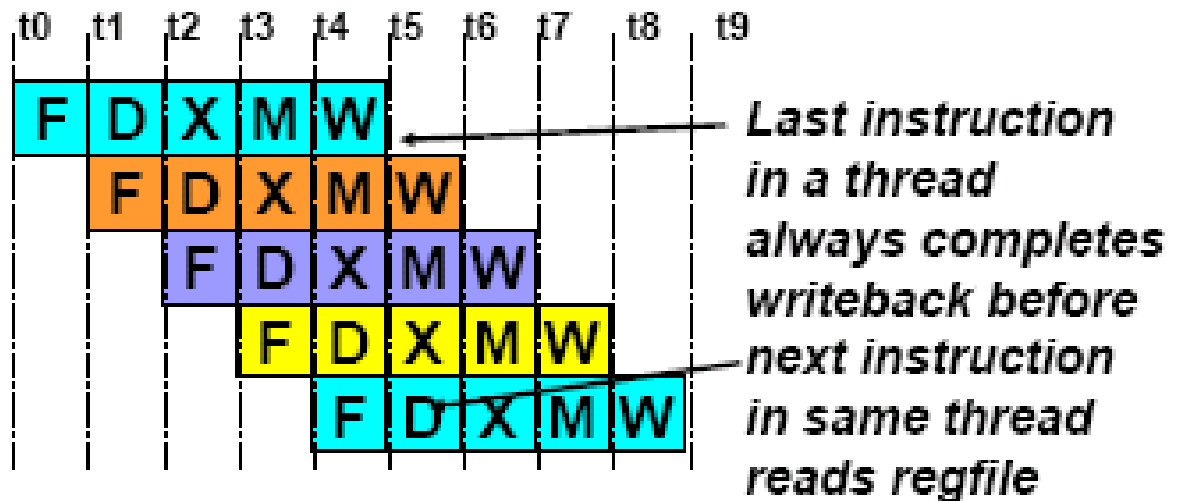 t0 t1 t2 t3 t4 t5 t6 t7 t8 t9
F D X M W
F D X M W
F D X M W
F D X M W
F D X M W
Last instruction
in a thread
always completes
writeback before
next instruction
in same thread
reads regfile